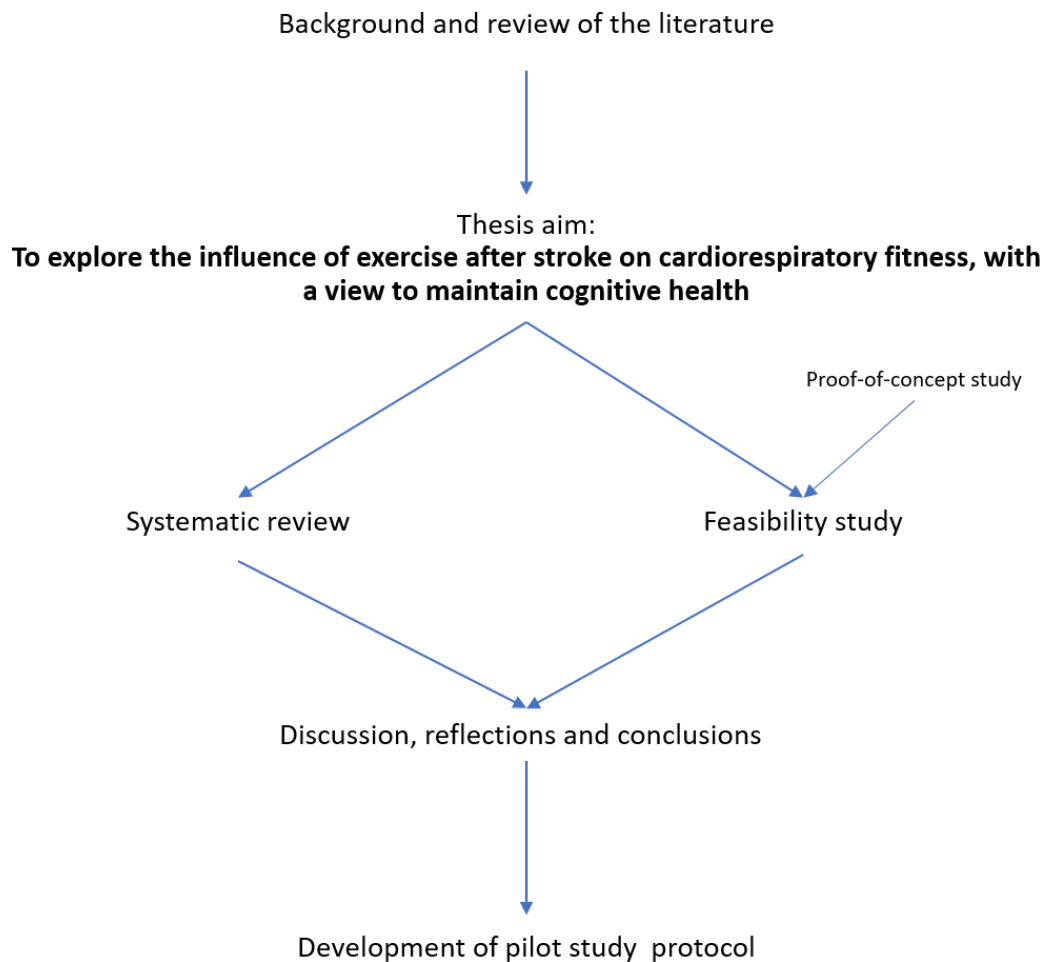 Background and review of the literature
Thesis aim:
To explore the influence of exercise after stroke on cardiorespiratory fitness, with
a view to maintain cognitive health
Proof-of-concept study
Systematic review
Feasibility study
Discussion, reflections and conclusions
Development of pilot study  protocol